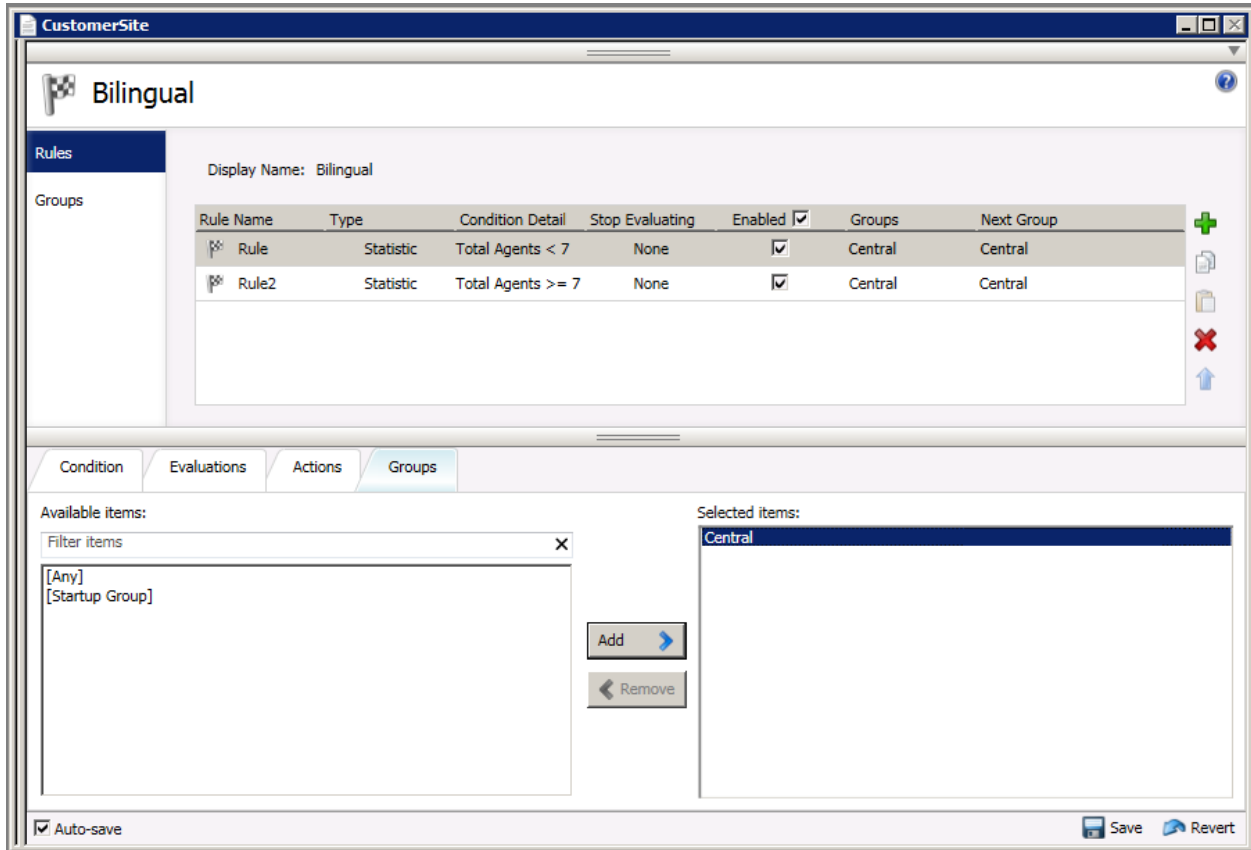 CustomerSite
Bilingual
Rules
Groups
Display Name: Bilingual
Rule Name Type Condition Detail Stop Evaluating Enabled Groups Next Group
Rule Statistic Total Agents < 7 None Central Central
Rule2 Statistic Total Agents >= 7 None Central Central
Condition Evaluations Actions Groups
Available items:
Filter items
[Any]
[Startup Group]
Add
Remove
Selected items:
Central
Auto-save
Save Revert